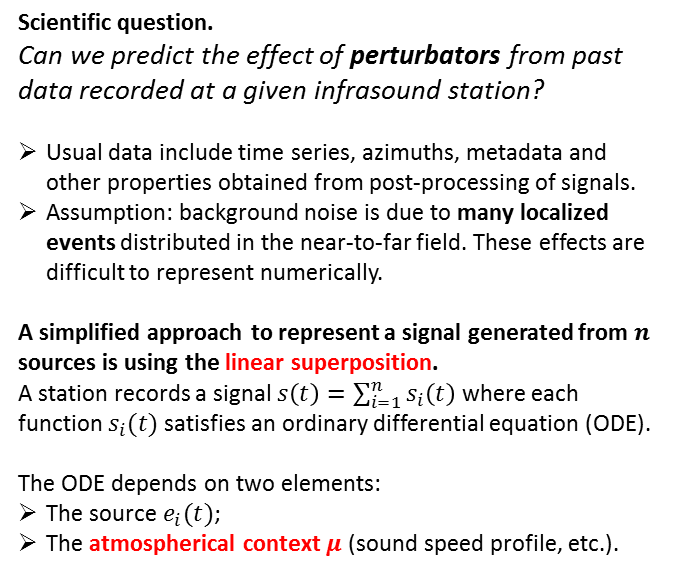 Scientific question.
Can we predict the effect of perturbators from past
data recorded at a given infrasound station?
➢ Usual data include time series, azimuths, metadata and
other properties obtained from post-processing of signals.
➢ Assumption: background noise is due to many localized
events distributed in the near-to-far field. These effects are
difficult to represent numerically.
A simplified approach to represent a signal generated from n
sources is using the linear superposition.
A station records a signal s(t) = ∑ⁿᵢ₌₁ sᵢ(t) where each
function sᵢ(t) satisfies an ordinary differential equation (ODE).
The ODE depends on two elements:
➢ The source eᵢ(t);
➢ The atmospherical context μ (sound speed profile, etc.).